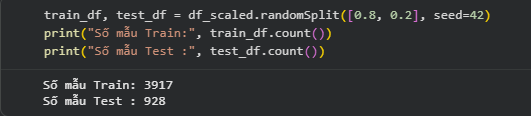 train_df, test_df = df_scaled.randomSplit([0.8, 0.2], seed=42)
print("Số mẫu Train:", train_df.count())
print("Số mẫu Test :", test_df.count())
Số mẫu Train: 3917
Số mẫu Test : 928